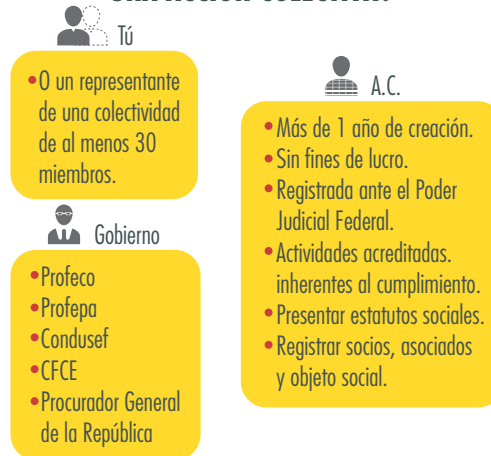 Tú
•O un representante
de una colectividad
de al menos 30
miembros.
Gobierno
•Profeco
•Profepa
•Condusef
•CFCE
•Procurador General
de la República
A.C.
•Más de 1 año de creación.
•Sin fines de lucro.
•Registrada ante el Poder
Judicial Federal.
•Actividades acreditadas.
inherentes al cumplimiento.
•Presentar estatutos sociales.
•Registrar socios, asociados
y objeto social.